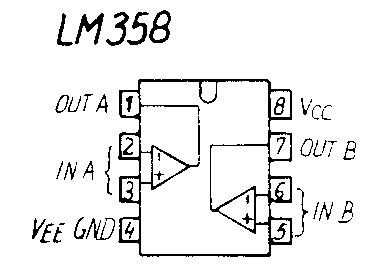 LM358
OUT A 1 8 VCC
2 7 OUT B
IN A - + 3 6 - + IN B
VEE GND 4 5